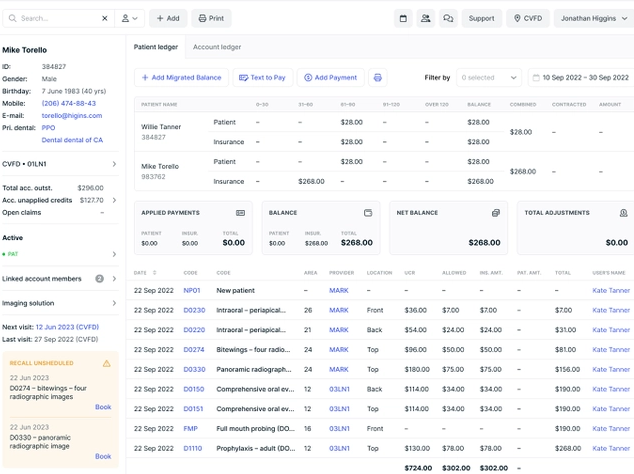 Search...
+ Add
Print
Support
CVFD
Jonathan Higgins
Mike Torello
ID: 384827
Gender: Male
Birthday: 7 June 1983 (40 yrs)
Mobile: (206) 474-88-43
E-mail: torello@higins.com
Pri. dental: PPO
Dental dental of CA
CVFD • 01LN1
Total acc. outst. $296.00
Acc. unapplied credits $127.70
Open claims –
Active
PAT
Linked account members 2
Imaging solution
Next visit: 12 Jun 2023 (CVFD)
Last visit: 27 Sep 2022 (CVFD)
RECALL UNSHEDULED
22 Jun 2023
D0274 – bitewings – four
radiographic images
Book
22 Jun 2023
D0330 – panoramic
radiographic image
Book
Patient ledger Account ledger
+ Add Migrated Balance Text to Pay Add Payment
Filter by 0 selected 10 Sep 2022 – 30 Sep 2022
PATIENT NAME 0-30 31-60 61-90 91-120 OVER 120 BALANCE COMBINED CONTRACTED AMOUNT
Willie Tanner
384827
Patient – – $28.00 – – $28.00
Insurance – – $28.00 – – $28.00
$28.00 – –
Mike Torello
983762
Patient – – $28.00 – – $28.00
Insurance – $268.00 – – – $268.00
$268.00 – –
APPLIED PAYMENTS
PATIENT INSUR. TOTAL
$0.00 $0.00 $0.00
BALANCE
PATIENT INSUR. TOTAL
$0.00 $268.00 $268.00
NET BALANCE
$268.00
TOTAL ADJUSTMENTS
$0.00
DATE CODE CODE AREA PROVIDER LOCATION UCR ALLOWED INS. AMT. PAT. AMT. TOTAL USER'S NAME
22 Sep 2022 NP01 New patient – MARK – – – – – – Kate Tanner
22 Sep 2022 D0230 Intraoral – periapical... 26 MARK Front $36.00 $7.00 $7.00 – $7.00 Kate Tanner
22 Sep 2022 D0220 Intraoral – periapical... 21 MARK Back $54.00 $24.00 $24.00 – $31.00 Kate Tanner
22 Sep 2022 D0274 Bitewings – four radio... 24 MARK Top $96.00 $50.00 $50.00 – $81.00 Kate Tanner
22 Sep 2022 D0330 Panoramic radiograph... 24 MARK Top $180.00 $75.00 $75.00 – $156.00 Kate Tanner
22 Sep 2022 D0150 Comprehensive oral ev... 12 03LN1 Back $114.00 $34.00 $34.00 – $190.00 Kate Tanner
22 Sep 2022 D0151 Comprehensive oral ev... 12 03LN1 Top $114.00 $34.00 $34.00 – $190.00 Kate Tanner
22 Sep 2022 FMP Full mouth probing (DO... 16 03LN1 Front – – – – $190.00 Kate Tanner
22 Sep 2022 D1110 Prophylaxis – adult (DO... 12 03LN1 Top $130.00 $78.00 $78.00 – $268.00 Kate Tanner
$724.00 $302.00 $302.00 –